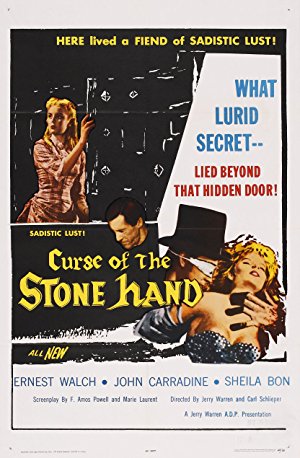 HERE lived a FIEND OF SADISTIC LUST!
WHAT
LURID
SECRET--
LIED BEYOND
THAT HIDDEN DOOR!
SADISTIC LUST!
Curse of the
STONE HAND
ALL NEW
ERNEST WALCH • JOHN CARRADINE • SHEILA BON
Screenplay By F. Amos Powell and Marie Laurent
Directed By Jerry Warren and Carl Schlieper
A Jerry Warren A.D.P. Presentation